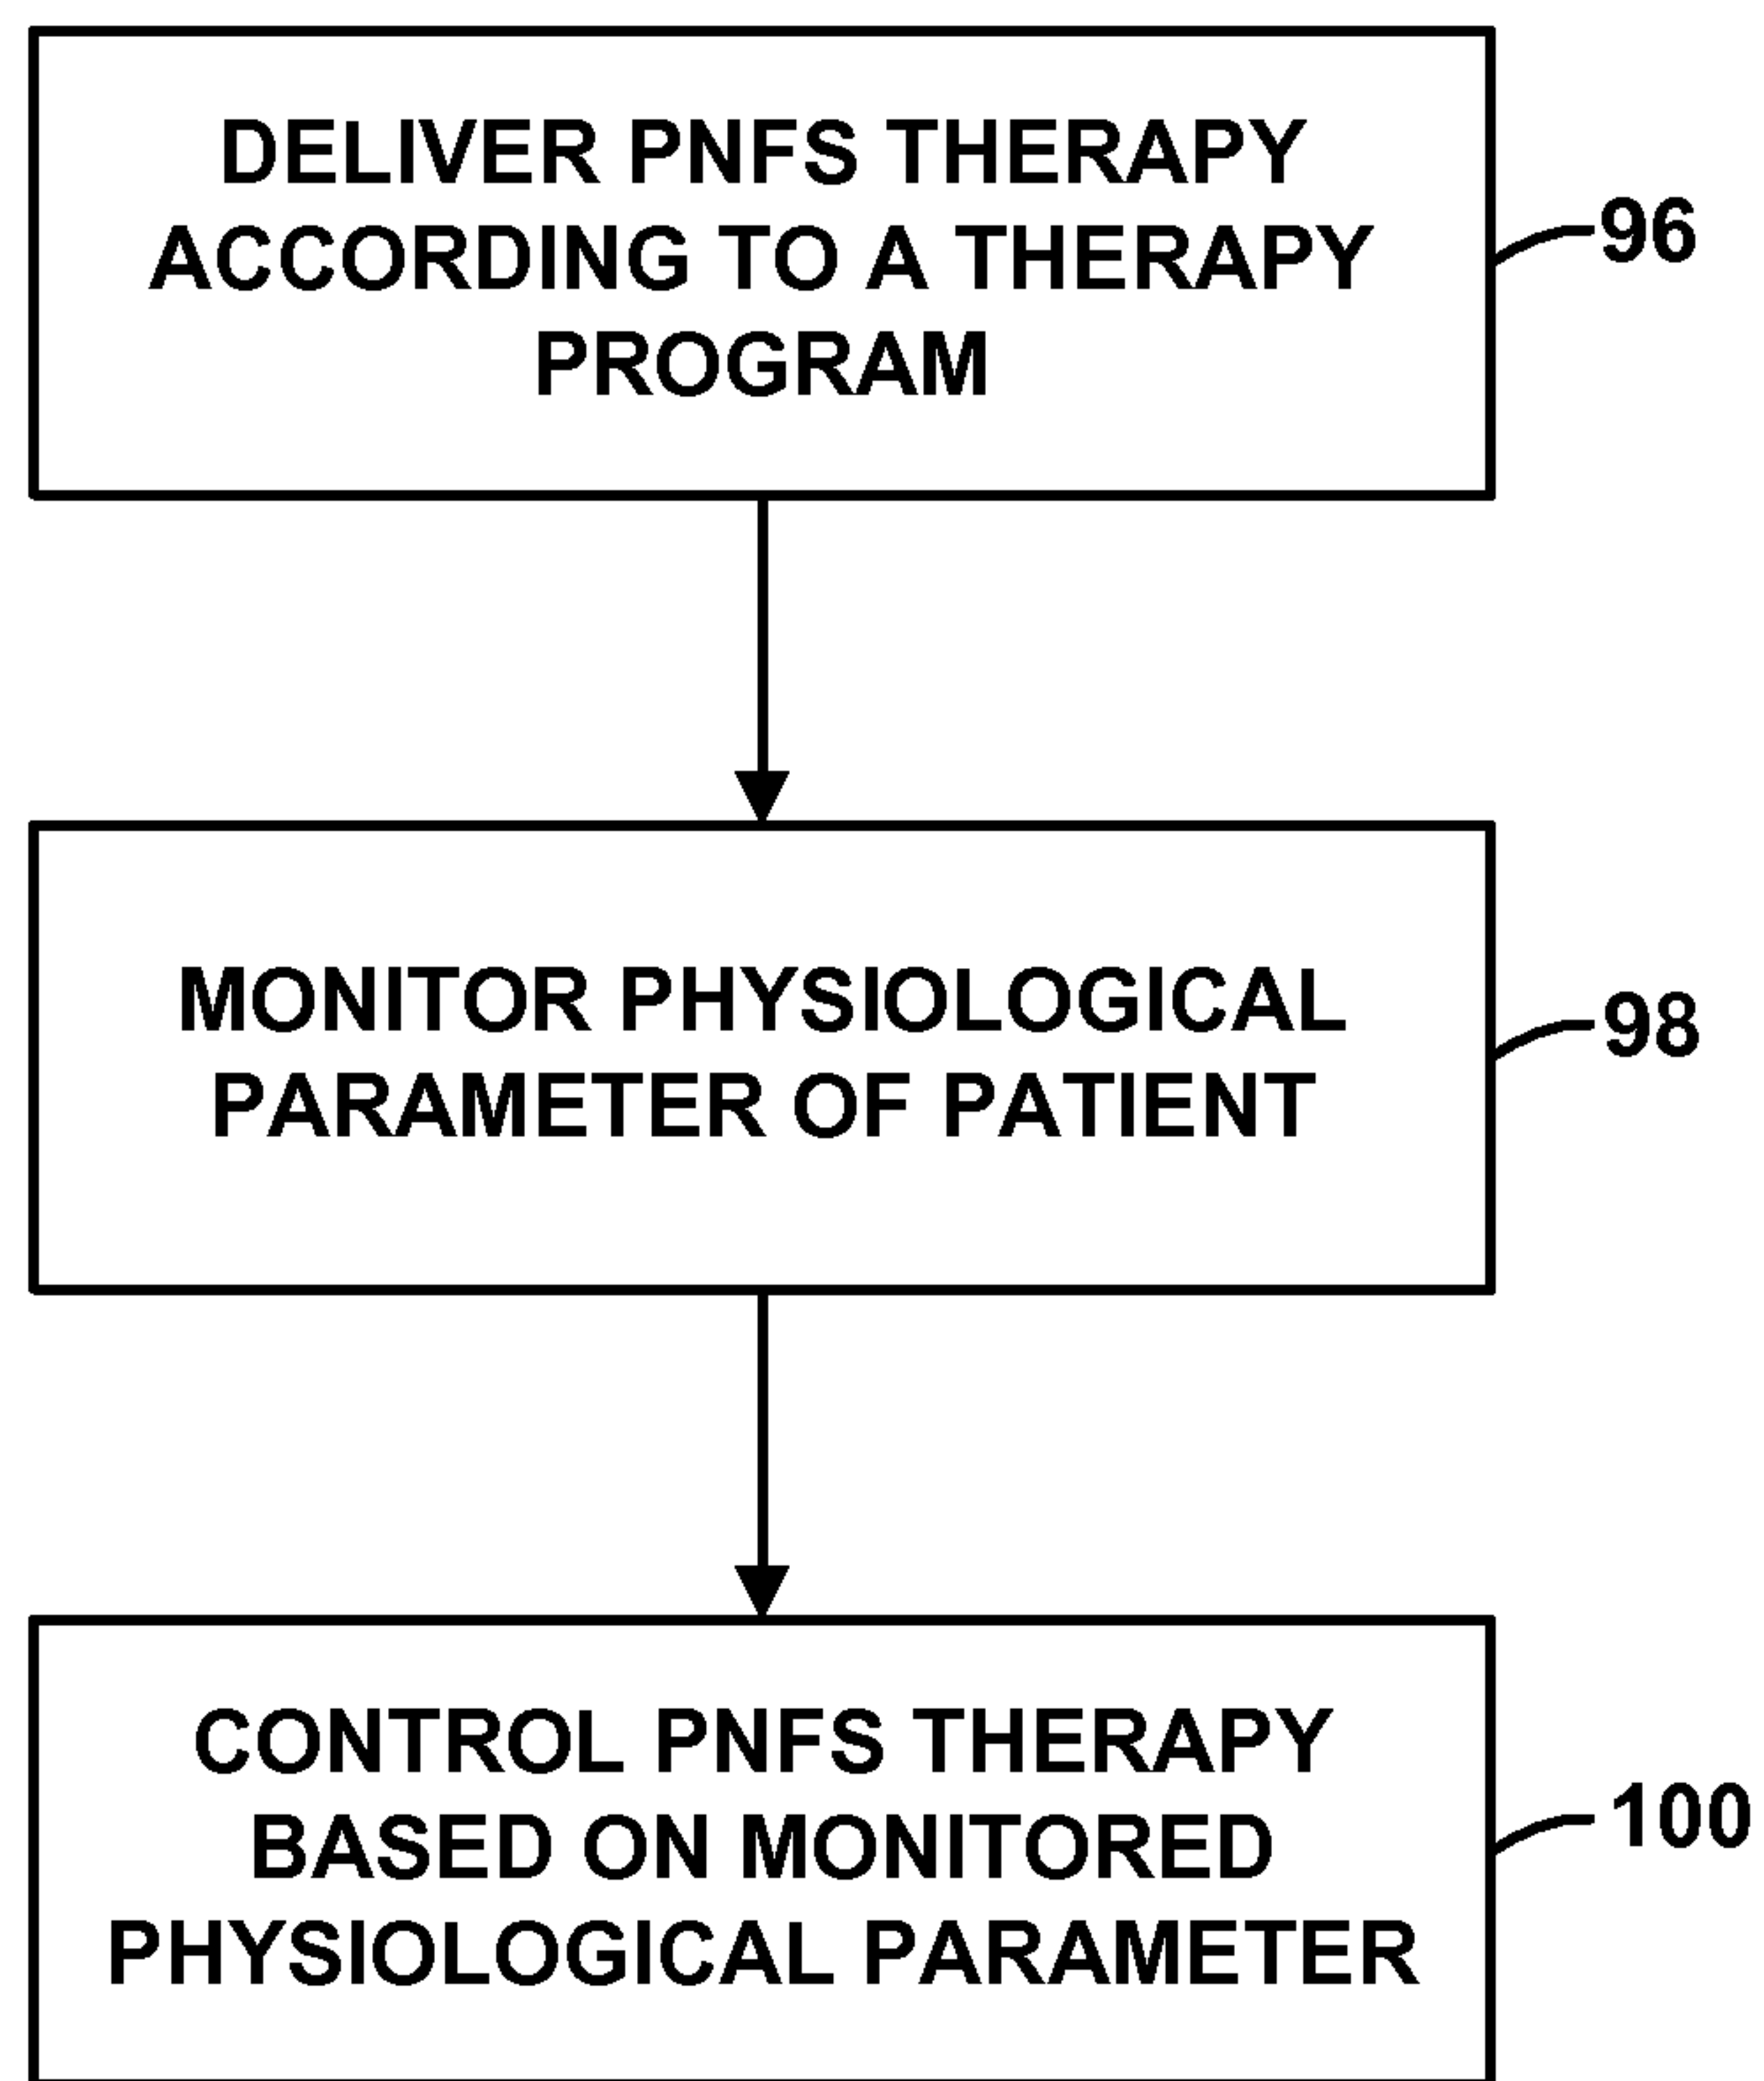 DELIVER PNFS THERAPY
ACCORDING TO A THERAPY
PROGRAM
96
MONITOR PHYSIOLOGICAL
PARAMETER OF PATIENT
98
CONTROL PNFS THERAPY
BASED ON MONITORED
PHYSIOLOGICAL PARAMETER
100